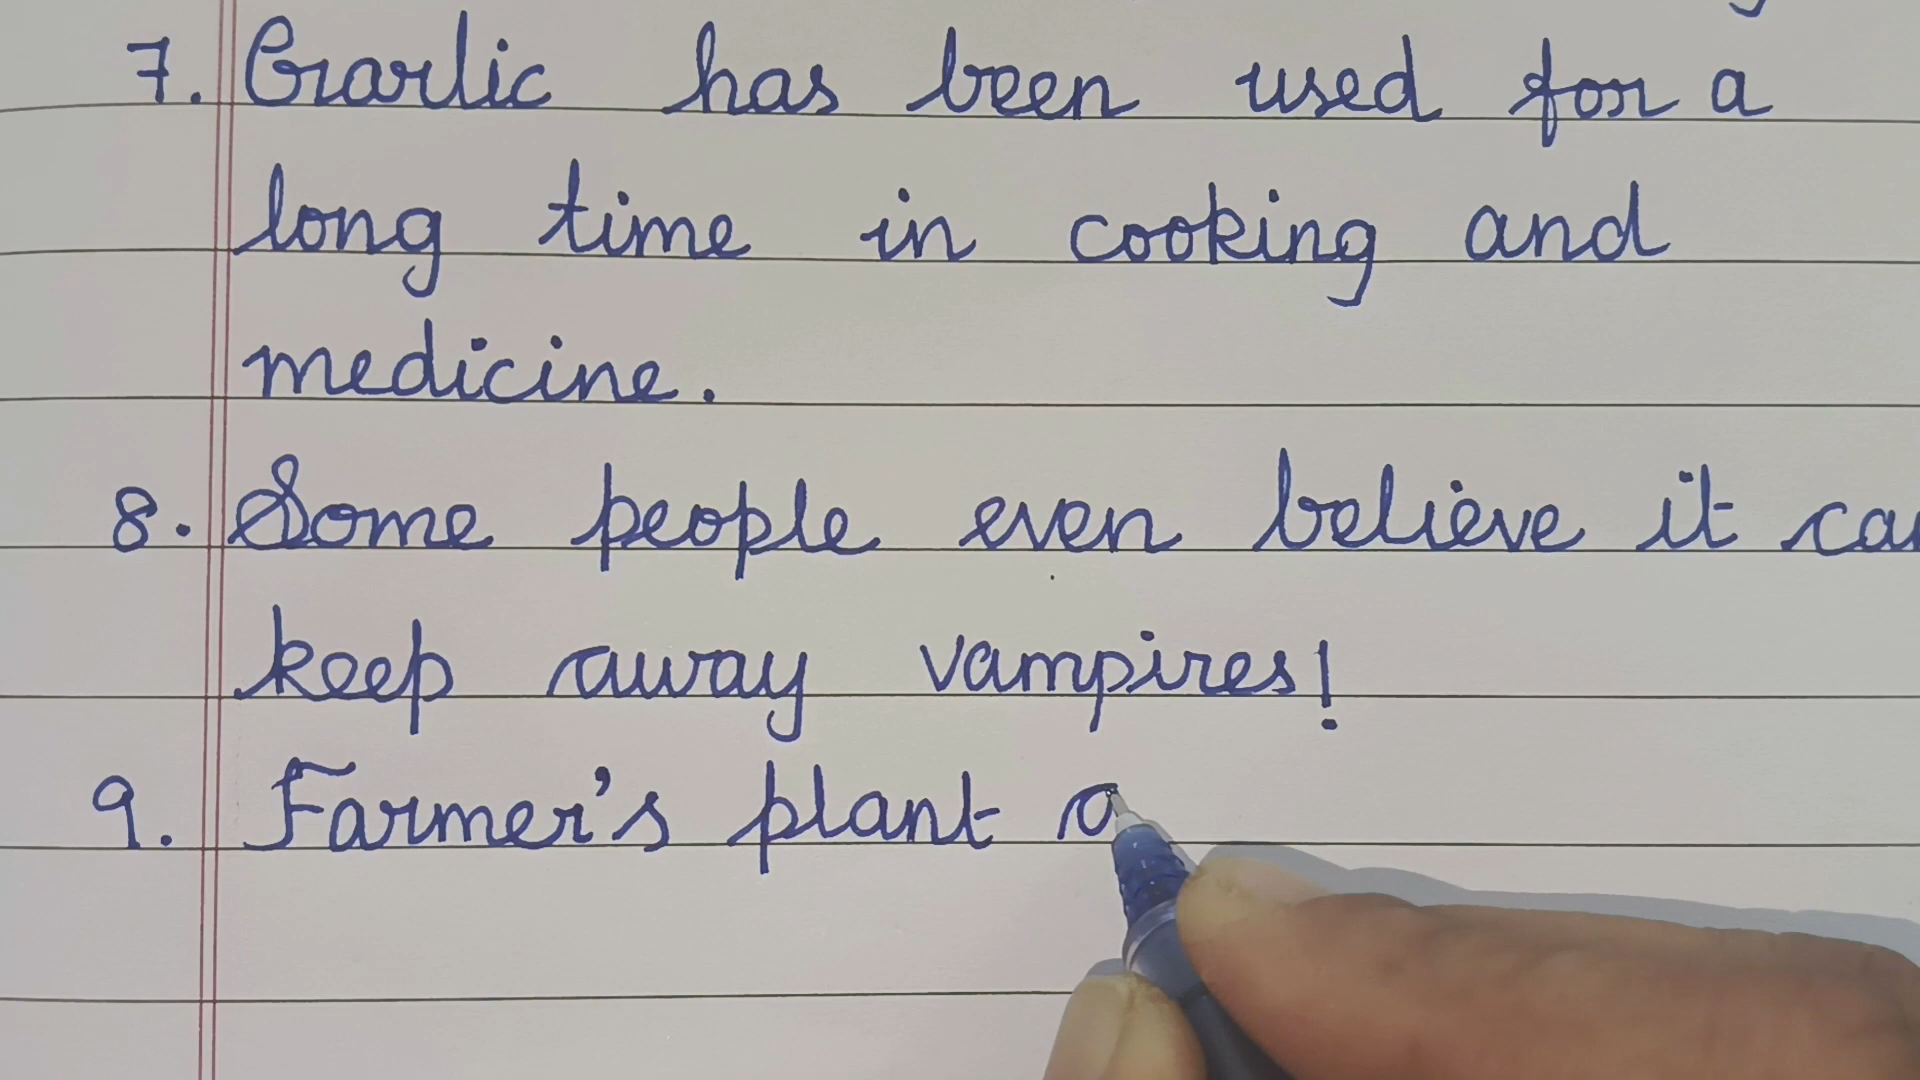 7. Garlic has been used for a
long time in cooking and
medicine.
8. Some people even believe it
keep away vampires!
9. Farmer's plant